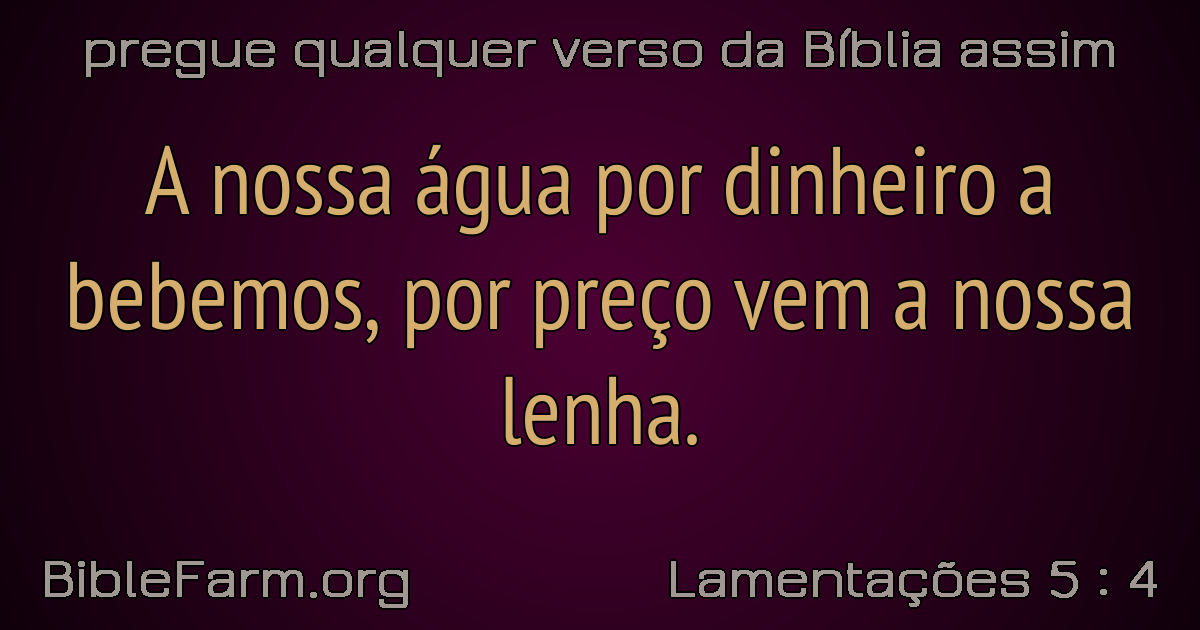 pregue qualquer verso da Bíblia assim
A nossa água por dinheiro a
bebemos, por preço vem a nossa
lenha.
BibleFarm.org
Lamentações 5 : 4